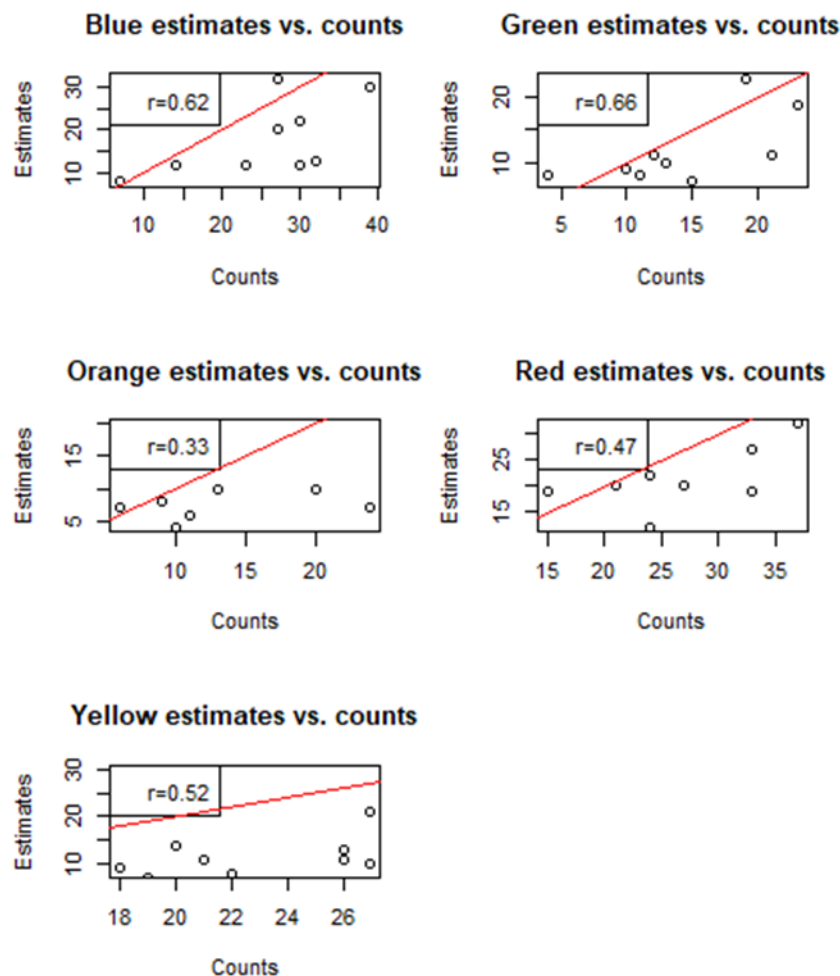 Blue estimates vs. counts
Estimates
10 20 30
r=0.62
10 20 30 40
Counts
Green estimates vs. counts
Estimates
10 20
r=0.66
5 10 15 20
Counts
Orange estimates vs. counts
Estimates
5 15
r=0.33
10 15 20
Counts
Red estimates vs. counts
Estimates
15 25
r=0.47
15 20 25 30 35
Counts
Yellow estimates vs. counts
Estimates
10 20 30
r=0.52
18 20 22 24 26
Counts